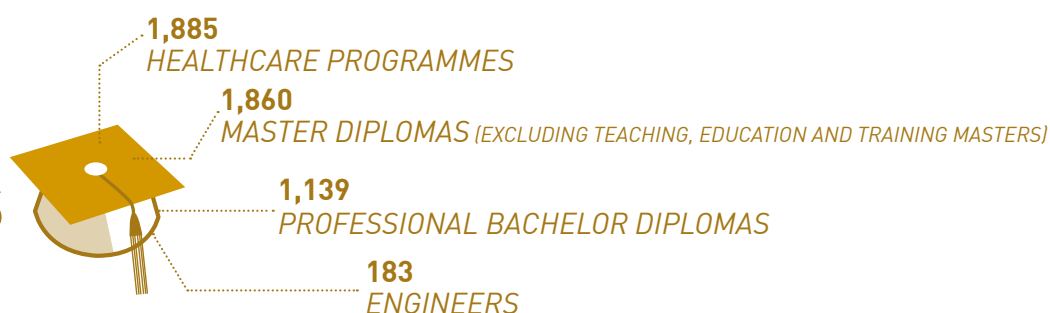 1,885
HEALTHCARE PROGRAMMES
1,860
MASTER DIPLOMAS (EXCLUDING TEACHING, EDUCATION AND TRAINING MASTERS)
1,139
PROFESSIONAL BACHELOR DIPLOMAS
183
ENGINEERS